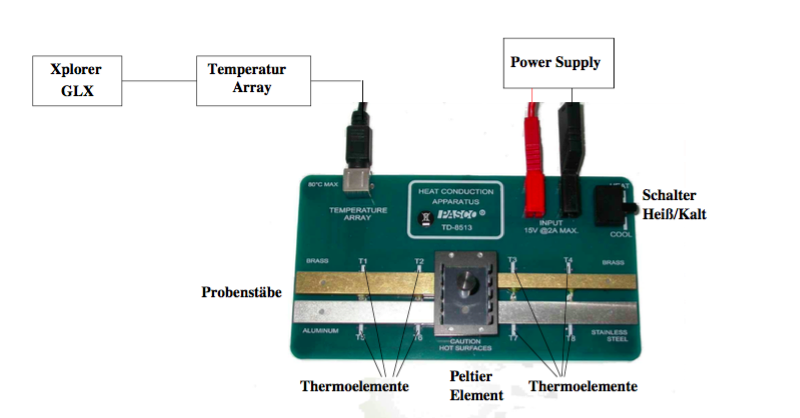 Xplorer
GLX
Temperatur
Array
Power Supply
80°C MAX
HEAT CONDUCTION
APPARATUS
PASCO ®
TD-8513
TEMPERATURE
ARRAY
INPUT
15V @2A MAX.
HEAT
COOL
Schalter
Heiß/Kalt
BRASS
T1
T2
T3
T4
BRASS
Probenstäbe
ALUMINUM
T5
T6
CAUTION
HOT SURFACES
T7
T8
STAINLESS
STEEL
Thermoelemente
Peltier
Element
Thermoelemente